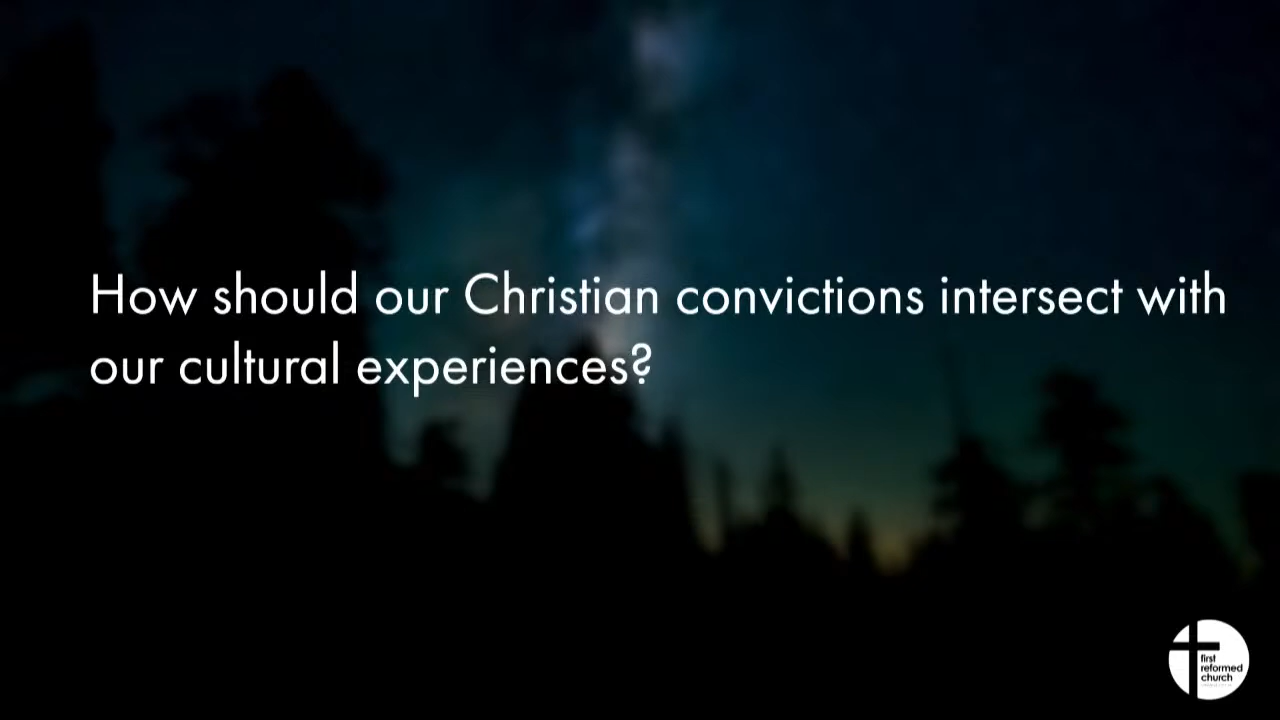 How should our Christian convictions intersect with
our cultural experiences?
first
reformed
church